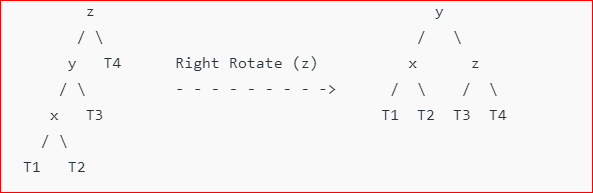 z y
/ \ / \
y T4 Right Rotate (z) x z
/ \ - - - - - - - - -> / \ / \
x T3 T1 T2 T3 T4
/ \
T1 T2